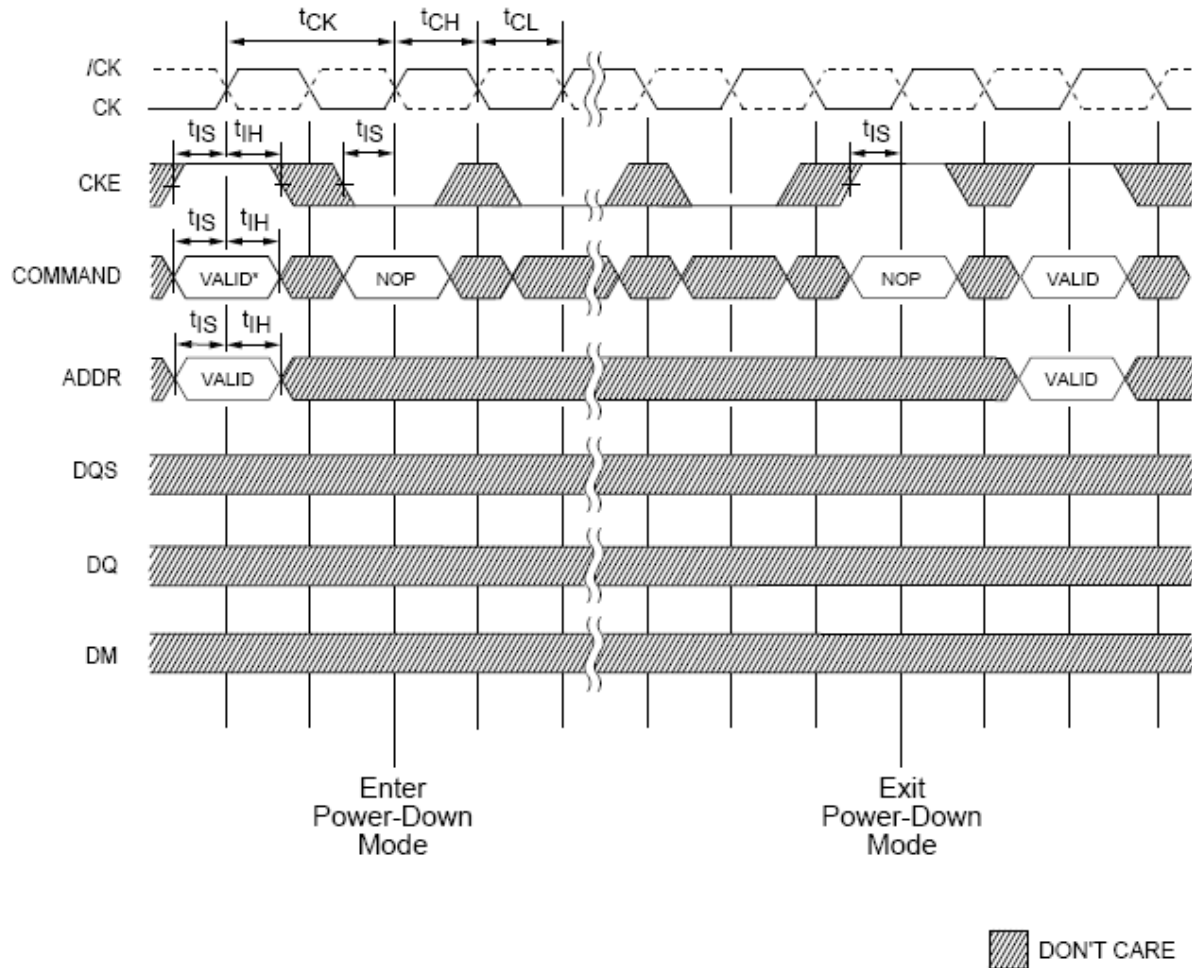 tCK tCH tCL
/CK
CK
tIS tIH tIS tIS
CKE
tIS tIH
COMMAND VALID* NOP NOP VALID
tIS tIH
ADDR VALID VALID
DQS
DQ
DM
Enter
Power-Down
Mode
Exit
Power-Down
Mode
DON'T CARE